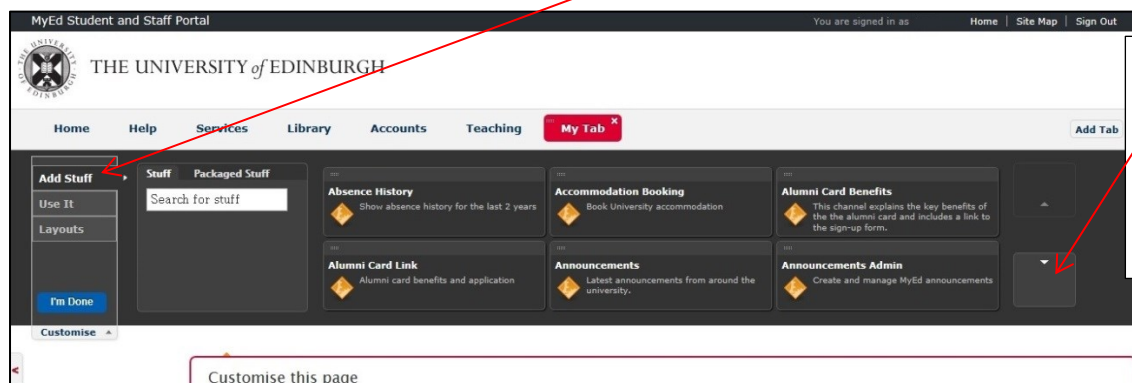 MyEd Student and Staff Portal
You are signed in as
Home | Site Map | Sign Out
THE UNIVERSITY of EDINBURGH
Home Help Services Library Accounts Teaching My Tab × Add Tab
Add Stuff
Use It
Layouts
I'm Done
Customise
Stuff Packaged Stuff
Search for stuff
Absence History
Show absence history for the last 2 years
Accommodation Booking
Book University accommodation
Alumni Card Benefits
This channel explains the key benefits of
the the alumni card and includes a link to
the sign-up form.
Alumni Card Link
Alumni card benefits and application
Announcements
Latest announcements from around the
university.
Announcements Admin
Create and manage MyEd announcements
Customise this page